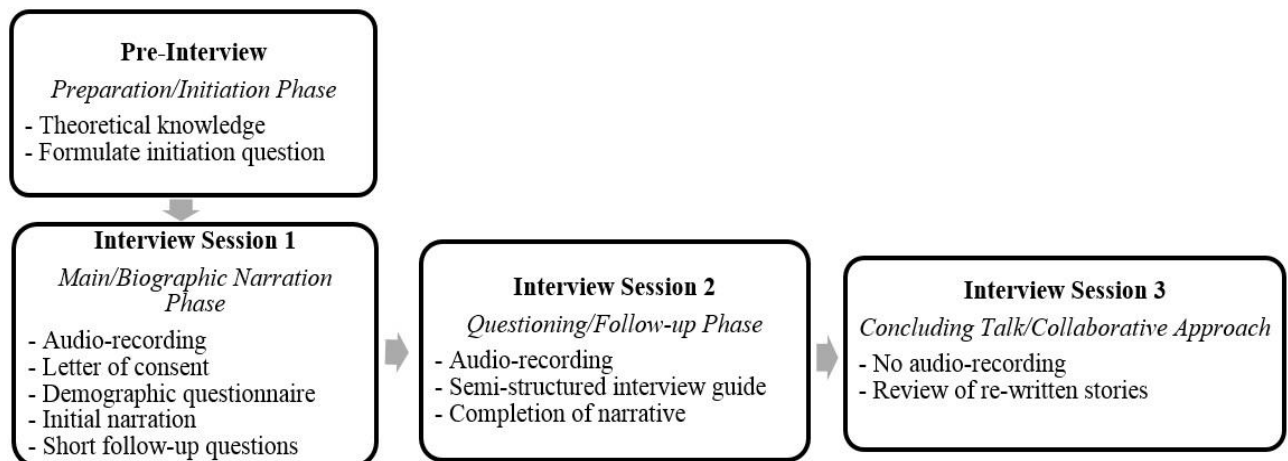 Pre-Interview
Preparation/Initiation Phase
- Theoretical knowledge
- Formulate initiation question
Interview Session 1
Main/Biographic Narration
Phase
- Audio-recording
- Letter of consent
- Demographic questionnaire
- Initial narration
- Short follow-up questions
Interview Session 2
Questioning/Follow-up Phase
- Audio-recording
- Semi-structured interview guide
- Completion of narrative
Interview Session 3
Concluding Talk/Collaborative Approach
- No audio-recording
- Review of re-written stories